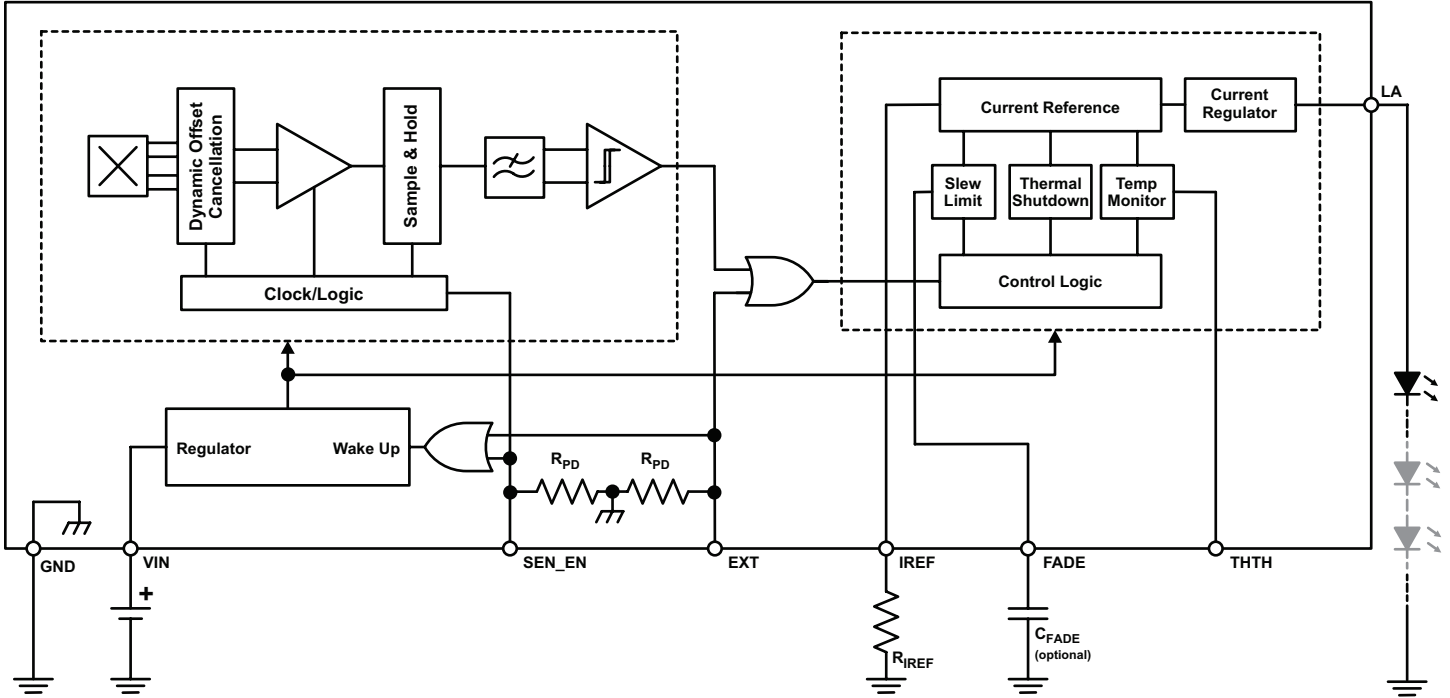 Dynamic Offset
Cancellation
Sample & Hold
Clock/Logic
Current Reference
Current
Regulator
LA
Slew
Limit
Thermal
Shutdown
Temp
Monitor
Control Logic
Regulator
Wake Up
RPD
RPD
GND
VIN
SEN_EN
EXT
IREF
FADE
THTH
+
RIREF
CFADE
(optional)